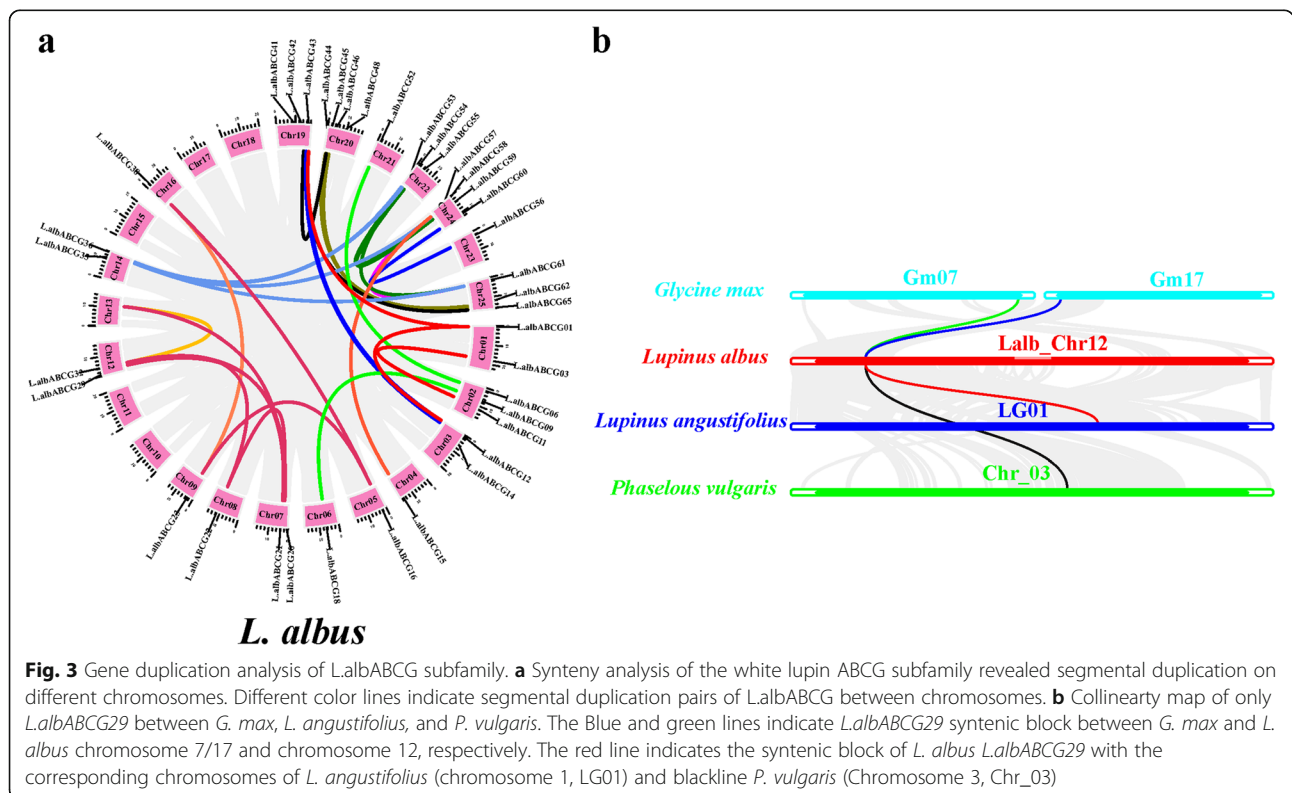 a
b
L.albABCG41
L.albABCG42
L.albABCG43
L.albABCG44
L.albABCG45
L.albABCG46
L.albABCG48
L.albABCG52
L.albABCG53
L.albABCG54
L.albABCG55
L.albABCG57
L.albABCG58
L.albABCG59
L.albABCG60
L.albABCG56
L.albABCG61
L.albABCG62
L.albABCG65
L.albABCG01
L.albABCG03
L.albABCG06
L.albABCG09
L.albABCG11
L.albABCG12
L.albABCG14
L.albABCG15
L.albABCG16
L.albABCG18
L.albABCG23
L.albABCG29
L.albABCG32
L.albABCG36
Chr19
Chr20
Chr21
Chr22
Chr24
Chr23
Chr25
Chr01
Chr02
Chr03
Chr04
Chr05
Chr06
Chr07
Chr08
Chr09
Chr10
Chr11
Chr12
Chr13
Chr14
Chr15
Chr16
Chr17
Chr18
L. albus
Gm07
Gm17
Glycine max
Lalb_Chr12
Lupinus albus
LG01
Lupinus angustifolius
Chr_03
Phaselous vulgaris
Fig. 3 Gene duplication analysis of LalbABCG subfamily. a Synteny analysis of the white lupin ABCG subfamily revealed segmental duplication on
different chromosomes. Different color lines indicate segmental duplication pairs of LalbABCG between chromosomes. b Collinearty map of only
LalbABCG29 between G. max, L. angustifolius, and P. vulgaris. The Blue and green lines indicate LalbABCG29 syntenic block between G. max and L.
albus chromosome 7/17 and chromosome 12, respectively. The red line indicates the syntenic block of L. albus LalbABCG29 with the
corresponding chromosomes of L. angustifolius (chromosome 1, LG01) and blackline P. vulgaris (Chromosome 3, Chr_03)